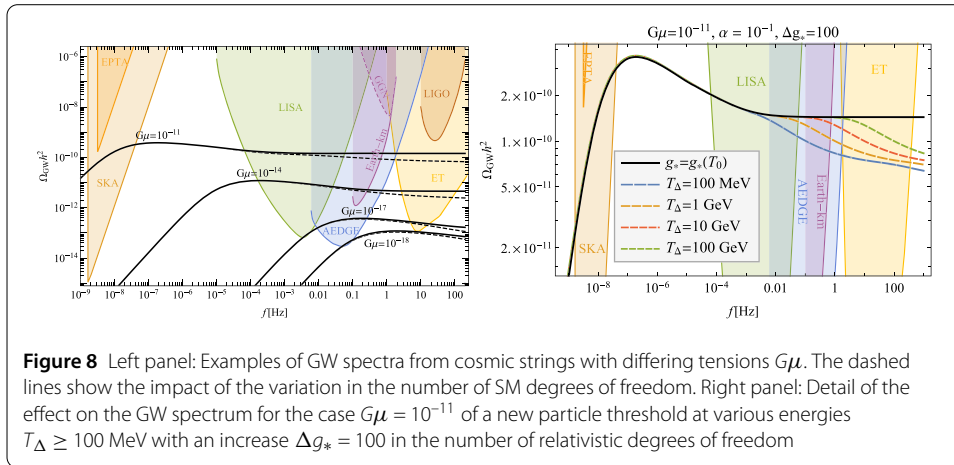 10⁻⁶
10⁻⁸
10⁻¹⁰
10⁻¹²
10⁻¹⁴
Ω_GW h²
EPTA
SKA
LISA
GGN
Earth-km
LIGO
ET
AEDGE
Gμ=10⁻¹¹
Gμ=10⁻¹⁴
Gμ=10⁻¹⁷
Gμ=10⁻¹⁸
10⁻⁹ 10⁻⁸ 10⁻⁷ 10⁻⁶ 10⁻⁵ 10⁻⁴ 10⁻³ 0.01 0.1 1 10 100
f[Hz]
Gμ=10⁻¹¹, α = 10⁻¹, Δg*=100
2.×10⁻¹⁰
1.×10⁻¹⁰
5.×10⁻¹¹
2.×10⁻¹¹
Ω_GW h²
EPTA
SKA
LISA
ET
AEDGE
Earth-km
g*=g*(T₀)
T_Δ=100 MeV
T_Δ=1 GeV
T_Δ=10 GeV
T_Δ=100 GeV
10⁻⁸ 10⁻⁶ 10⁻⁴ 0.01 1 100
f[Hz]
Figure 8 Left panel: Examples of GW spectra from cosmic strings with differing tensions Gμ. The dashed
lines show the impact of the variation in the number of SM degrees of freedom. Right panel: Detail of the
effect on the GW spectrum for the case Gμ = 10⁻¹¹ of a new particle threshold at various energies
T_Δ ≥ 100 MeV with an increase Δg* = 100 in the number of relativistic degrees of freedom